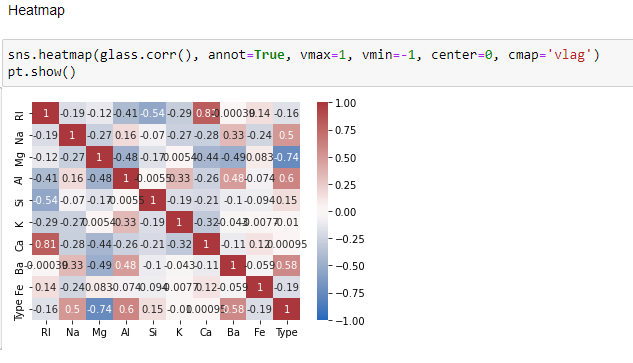 Heatmap
sns.heatmap(glass.corr(), annot=True, vmax=1, vmin=-1, center=0, cmap='vlag')
pt.show()
RI 1 -0.19 -0.12 -0.41 -0.54 -0.29 0.81 -0.00039 0.14 -0.16
Na -0.19 1 -0.27 0.16 -0.07 -0.27 -0.28 0.33 -0.24 0.5
Mg -0.12 -0.27 1 -0.48 -0.17 0.0054 -0.44 -0.49 0.083 -0.74
Al -0.41 0.16 -0.48 1 -0.0055 0.33 -0.26 0.48 -0.074 0.6
Si -0.54 -0.07 -0.17 -0.0055 1 -0.19 -0.21 -0.1 -0.094 0.15
K -0.29 -0.27 0.0054 0.33 -0.19 1 -0.32 -0.043 -0.0077 -0.01
Ca 0.81 -0.28 -0.44 -0.26 -0.21 -0.32 1 -0.11 0.12 0.00095
Ba -0.00039 0.33 -0.49 0.48 -0.1 -0.043 -0.11 1 -0.059 0.58
Fe 0.14 -0.24 0.083 -0.074 -0.094 -0.0077 0.12 -0.059 1 -0.19
Type -0.16 0.5 -0.74 0.6 0.15 -0.01 0.00095 0.58 -0.19 1
RI Na Mg Al Si K Ca Ba Fe Type
1.00
0.75
0.50
0.25
0.00
-0.25
-0.50
-0.75
-1.00